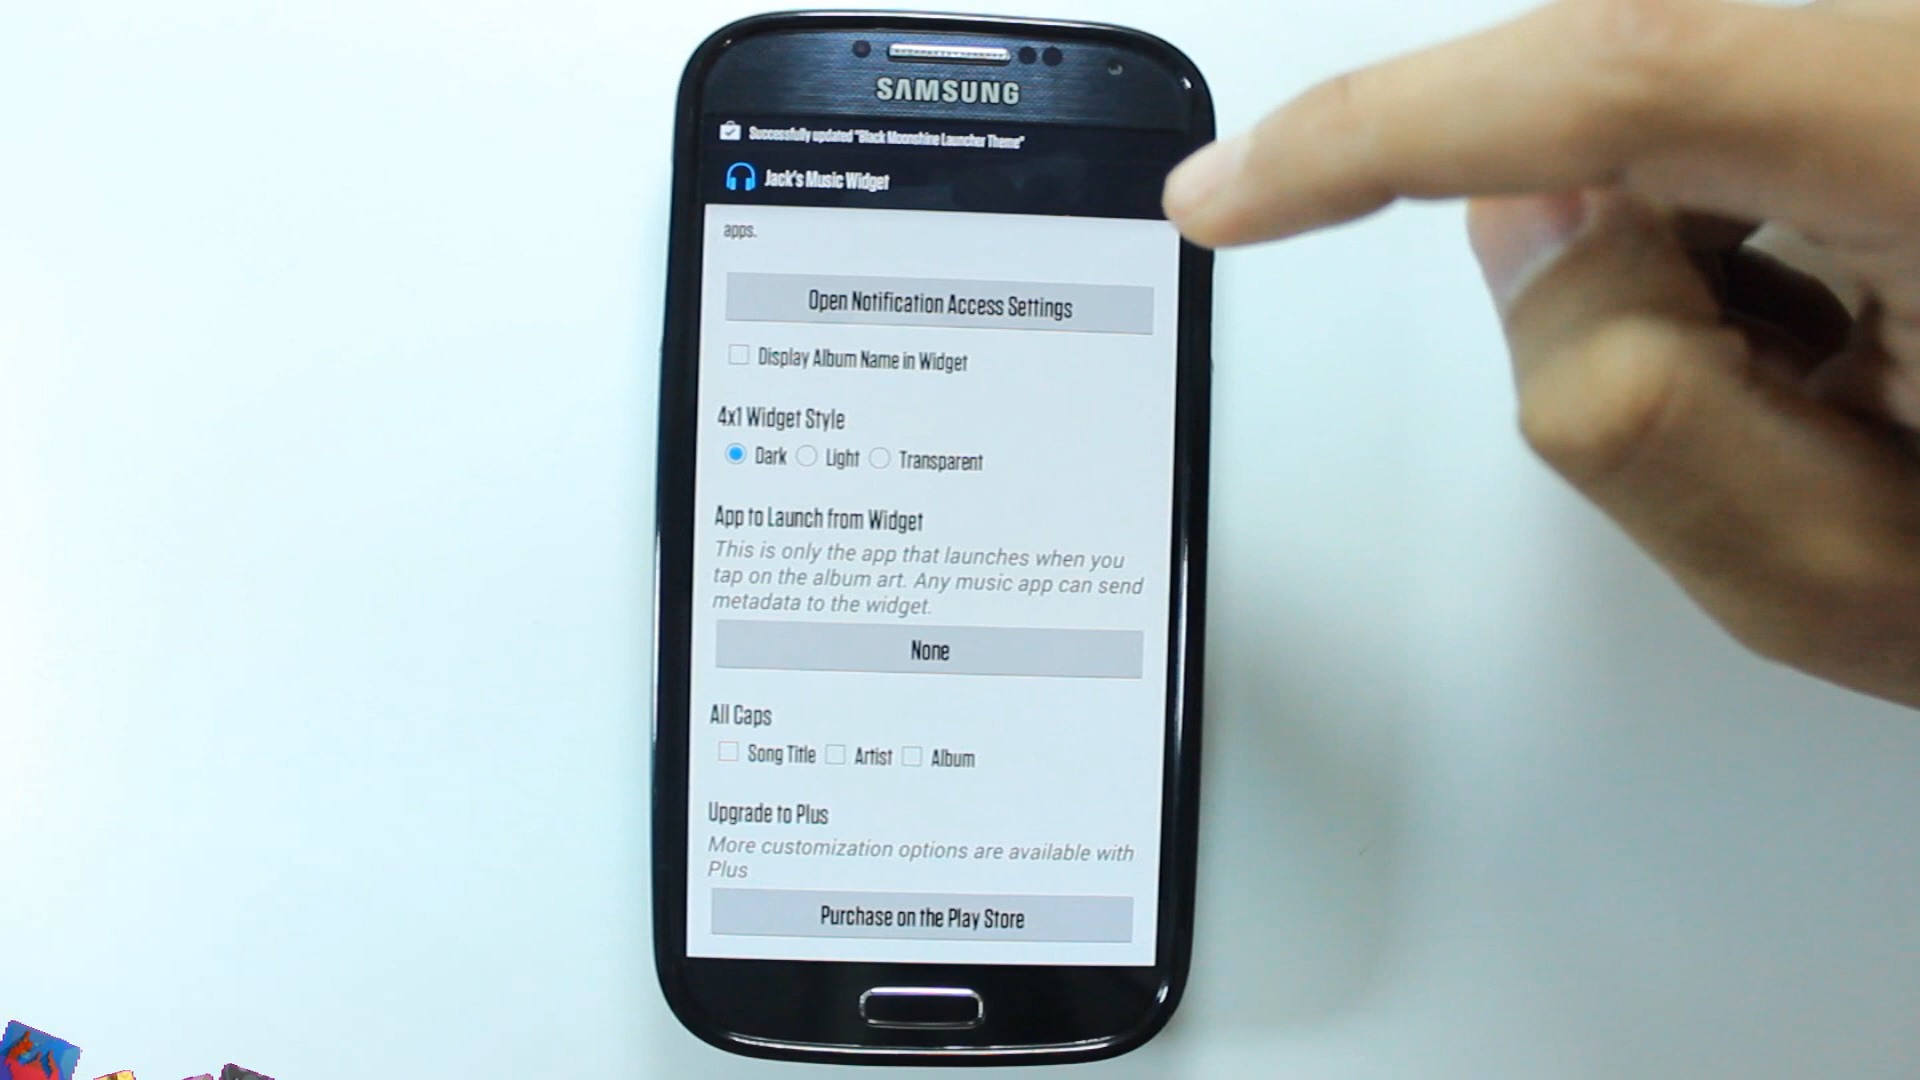 SAMSUNG
Successfully updated "Black Moonshine Launcher Theme"
Jack's Music Widget
apps.
Open Notification Access Settings
Display Album Name in Widget
4x1 Widget Style
Dark Light Transparent
App to Launch from Widget
This is only the app that launches when you
tap on the album art. Any music app can send
metadata to the widget.
None
All Caps
Song Title Artist Album
Upgrade to Plus
More customization options are available with
Plus
Purchase on the Play Store